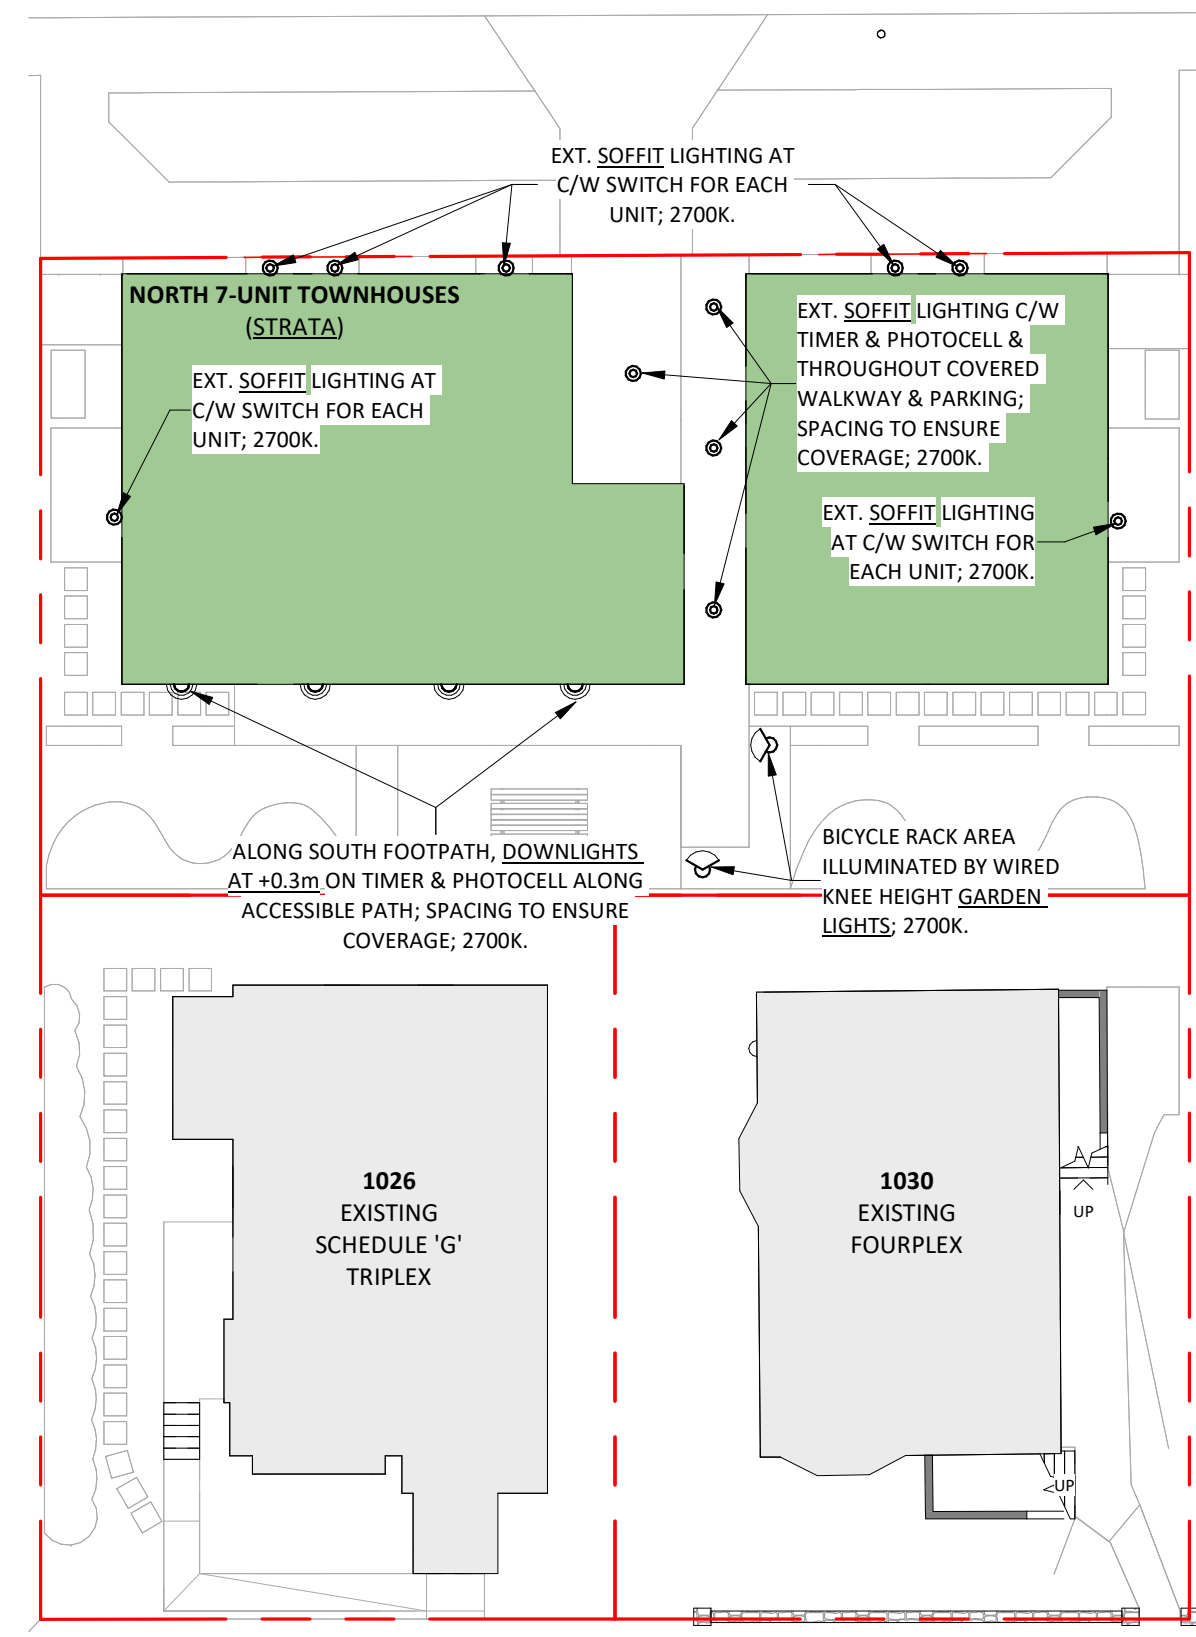 EXT. SOFFIT LIGHTING AT
C/W SWITCH FOR EACH
UNIT; 2700K.
NORTH 7-UNIT TOWNHOUSES
(STRATA)
EXT. SOFFIT LIGHTING AT
C/W SWITCH FOR EACH
UNIT; 2700K.
EXT. SOFFIT LIGHTING C/W
TIMER & PHOTOCELL &
THROUGHOUT COVERED
WALKWAY & PARKING;
SPACING TO ENSURE
COVERAGE; 2700K.
EXT. SOFFIT LIGHTING
AT C/W SWITCH FOR
EACH UNIT; 2700K.
ALONG SOUTH FOOTPATH, DOWNLIGHTS
AT +0.3m ON TIMER & PHOTOCELL ALONG
ACCESSIBLE PATH; SPACING TO ENSURE
COVERAGE; 2700K.
BICYCLE RACK AREA
ILLUMINATED BY WIRED
KNEE HEIGHT GARDEN
LIGHTS; 2700K.
1026
EXISTING
SCHEDULE 'G'
TRIPLEX
1030
EXISTING
FOURPLEX
UP
UP